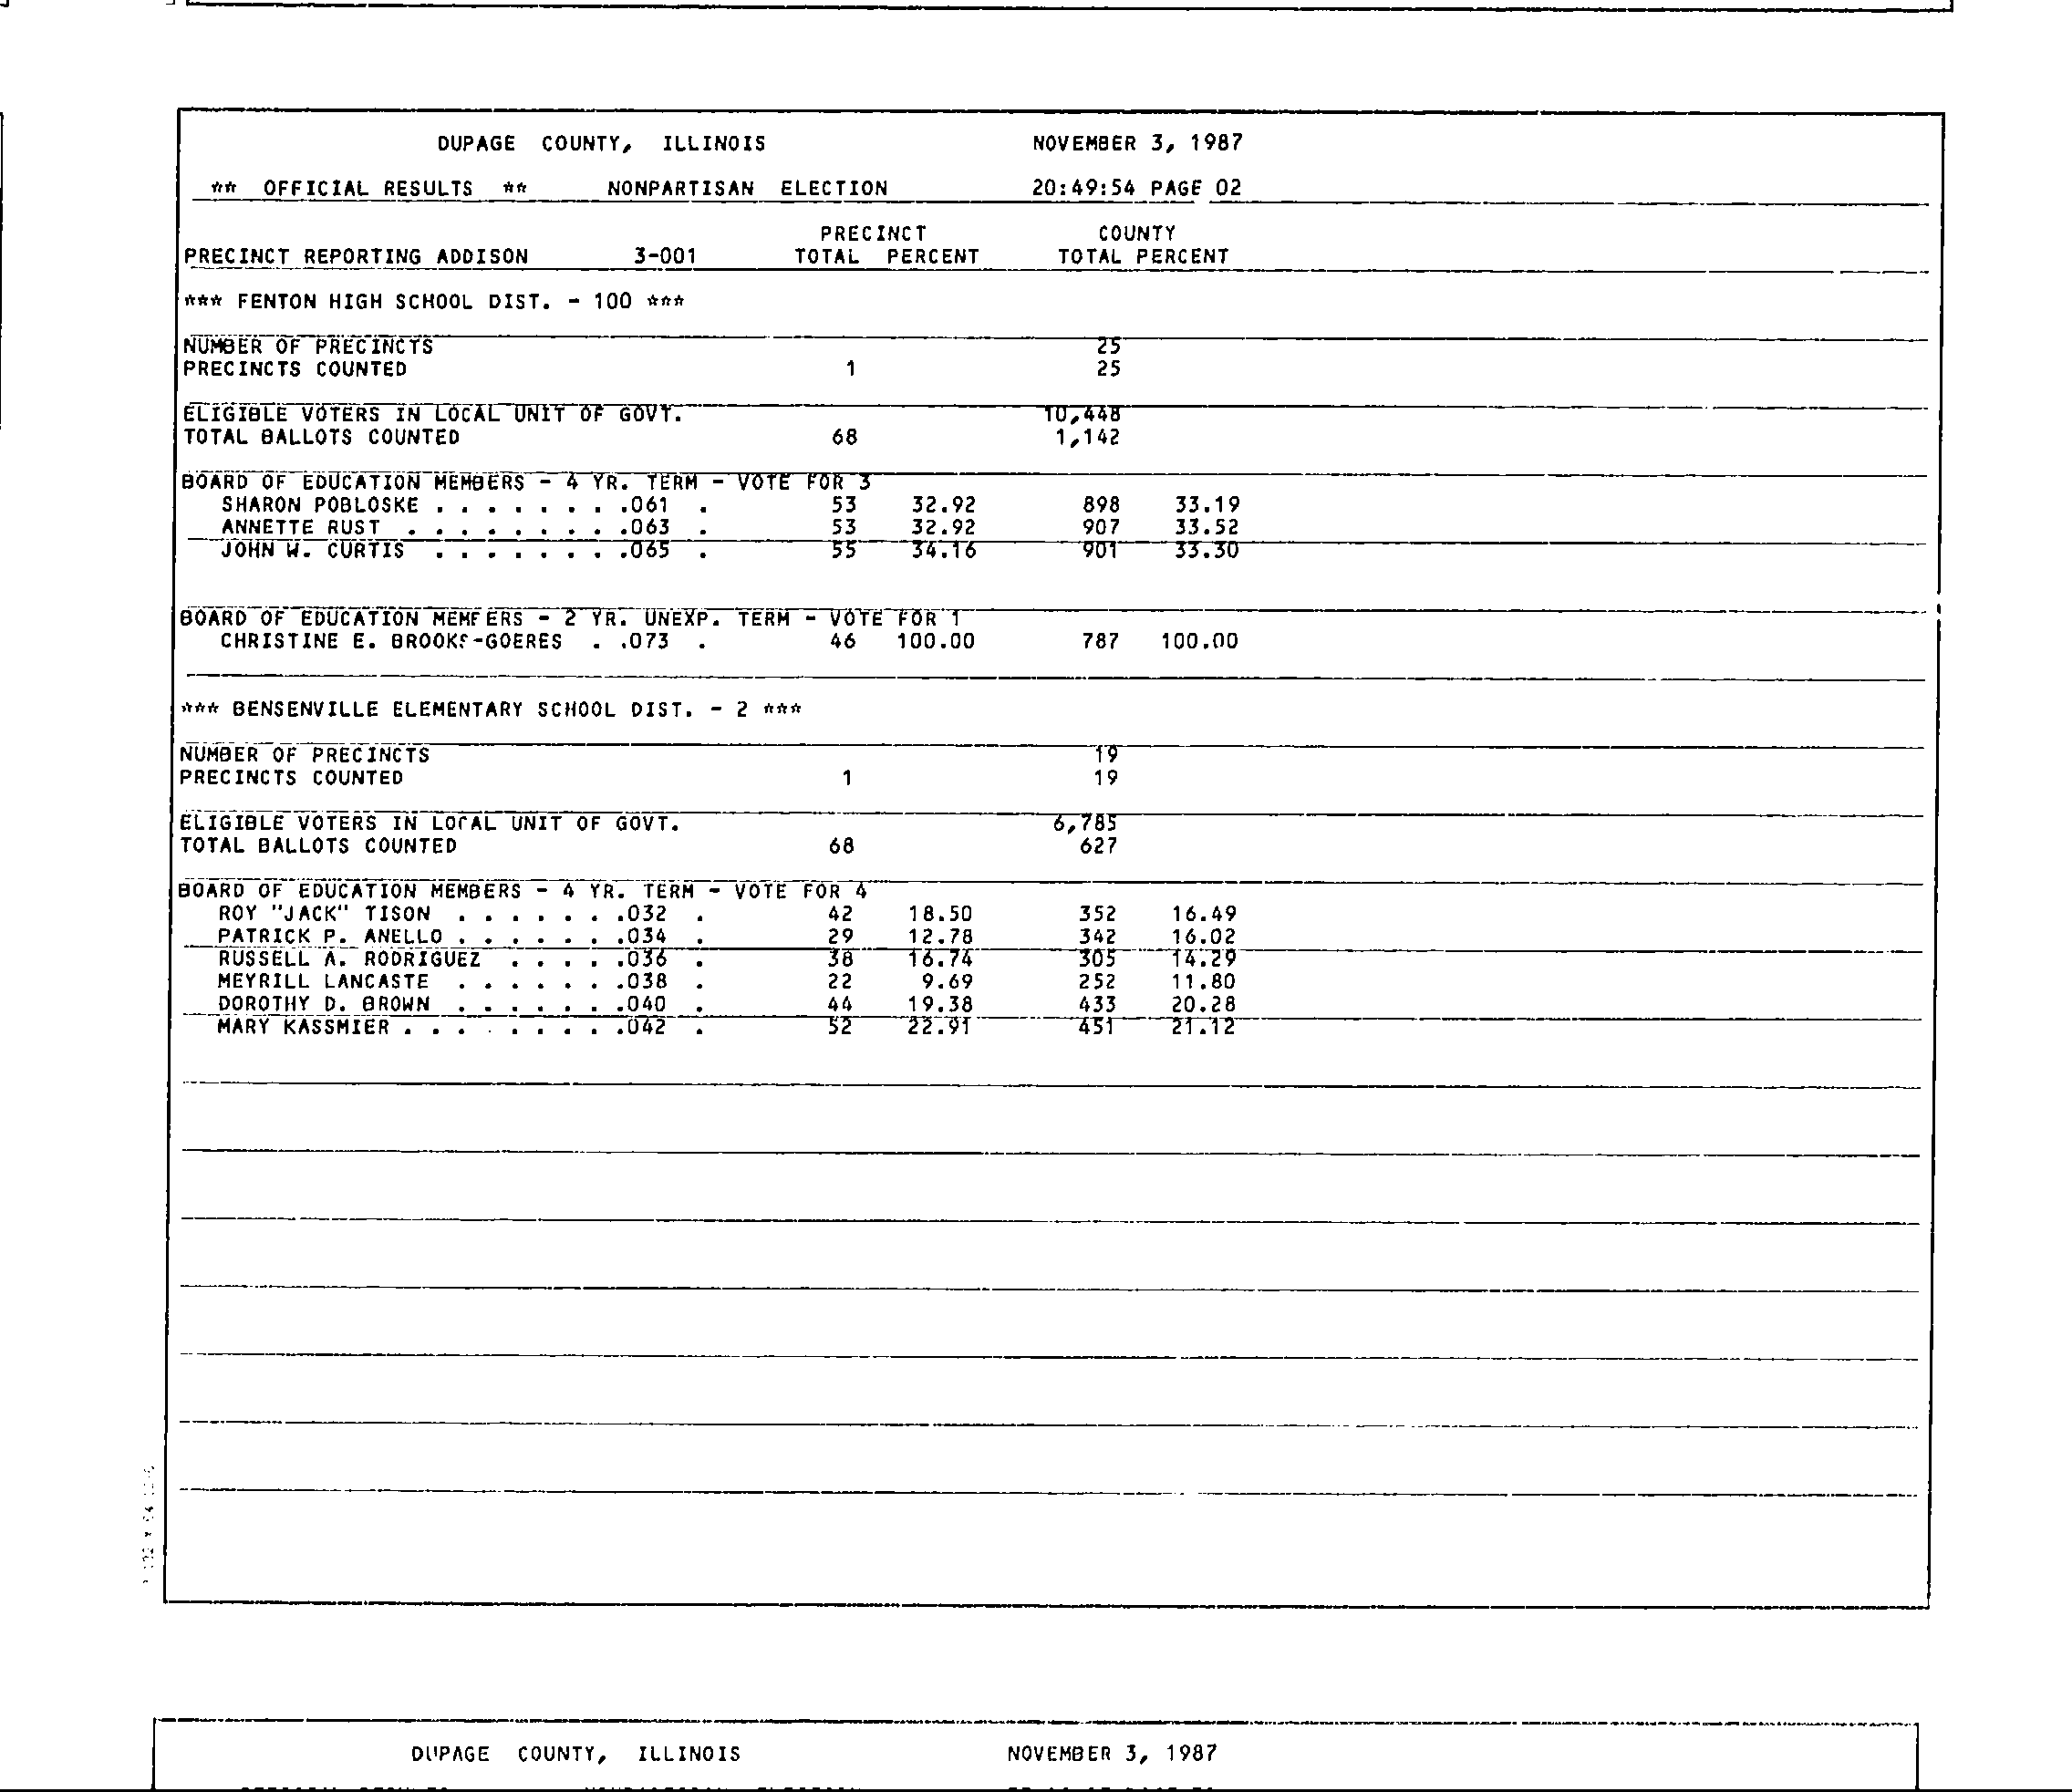 DUPAGE COUNTY, ILLINOIS NOVEMBER 3, 1987
** OFFICIAL RESULTS ** NONPARTISAN ELECTION 20:49:54 PAGE 02
PRECINCT COUNTY
PRECINCT REPORTING ADDISON 3-001 TOTAL PERCENT TOTAL PERCENT
*** FENTON HIGH SCHOOL DIST. - 100 ***
NUMBER OF PRECINCTS 25
PRECINCTS COUNTED 1 25
ELIGIBLE VOTERS IN LOCAL UNIT OF GOVT. 10,448
TOTAL BALLOTS COUNTED 68 1,142
BOARD OF EDUCATION MEMBERS - 4 YR. TERM - VOTE FOR 3
SHARON POBLOSKE . . . . . . . .061 . 53 32.92 898 33.19
ANNETTE RUST . . . . . . . . .063 . 53 32.92 907 33.52
JOHN W. CURTIS . . . . . . . .065 . 55 34.16 901 33.30
BOARD OF EDUCATION MEMBERS - 2 YR. UNEXP. TERM - VOTE FOR 1
CHRISTINE E. BROOKS-GOERES . .073 . 46 100.00 787 100.00
*** BENSENVILLE ELEMENTARY SCHOOL DIST. - 2 ***
NUMBER OF PRECINCTS 19
PRECINCTS COUNTED 1 19
ELIGIBLE VOTERS IN LOCAL UNIT OF GOVT. 6,785
TOTAL BALLOTS COUNTED 68 627
BOARD OF EDUCATION MEMBERS - 4 YR. TERM - VOTE FOR 4
ROY "JACK" TISON . . . . . . .032 . 42 18.50 352 16.49
PATRICK P. ANELLO . . . . . . .034 . 29 12.78 342 16.02
RUSSELL A. RODRIGUEZ . . . . .036 . 38 16.74 305 14.29
MEYRILL LANCASTE . . . . . . .038 . 22 9.69 252 11.80
DOROTHY D. BROWN . . . . . . .040 . 44 19.38 433 20.28
MARY KASSMIER . . . . . . . . .042 . 52 22.91 451 21.12
DUPAGE COUNTY, ILLINOIS NOVEMBER 3, 1987